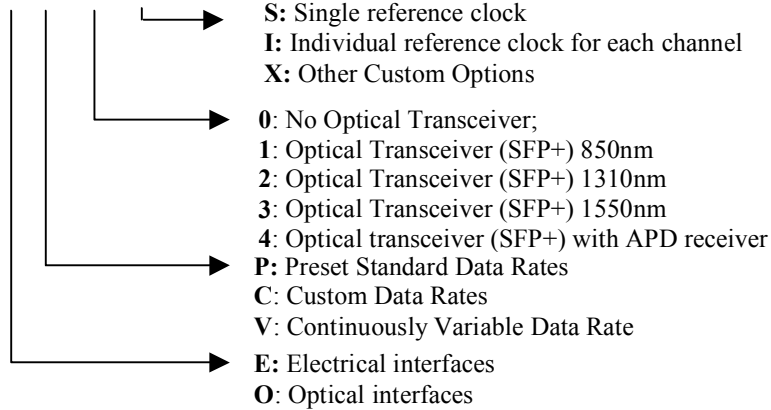 S: Single reference clock
I: Individual reference clock for each channel
X: Other Custom Options
0: No Optical Transceiver;
1: Optical Transceiver (SFP+) 850nm
2: Optical Transceiver (SFP+) 1310nm
3: Optical Transceiver (SFP+) 1550nm
4: Optical transceiver (SFP+) with APD receiver
P: Preset Standard Data Rates
C: Custom Data Rates
V: Continuously Variable Data Rate
E: Electrical interfaces
O: Optical interfaces